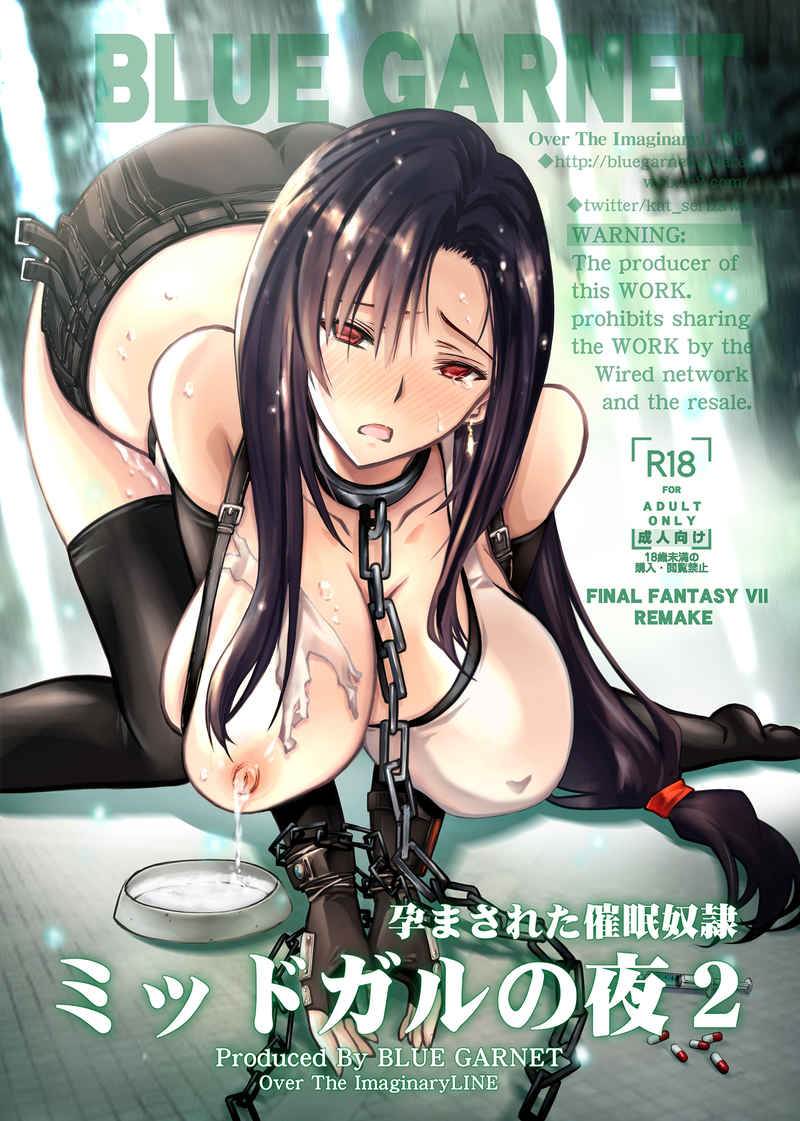 BLUE GARNET
Over The ImaginaryLINE
WARNING:
The producer of
this WORK.
prohibits sharing
the WORK by the
Wired network
and the resale.
R18
FOR
ADULT
ONLY
成人向け
18歳未満の
購入・閲覧禁止
FINAL FANTASY VII
REMAKE
孕まされた催眠奴隷
ミッドガルの夜2
Produced By BLUE GARNET
Over The ImaginaryLINE